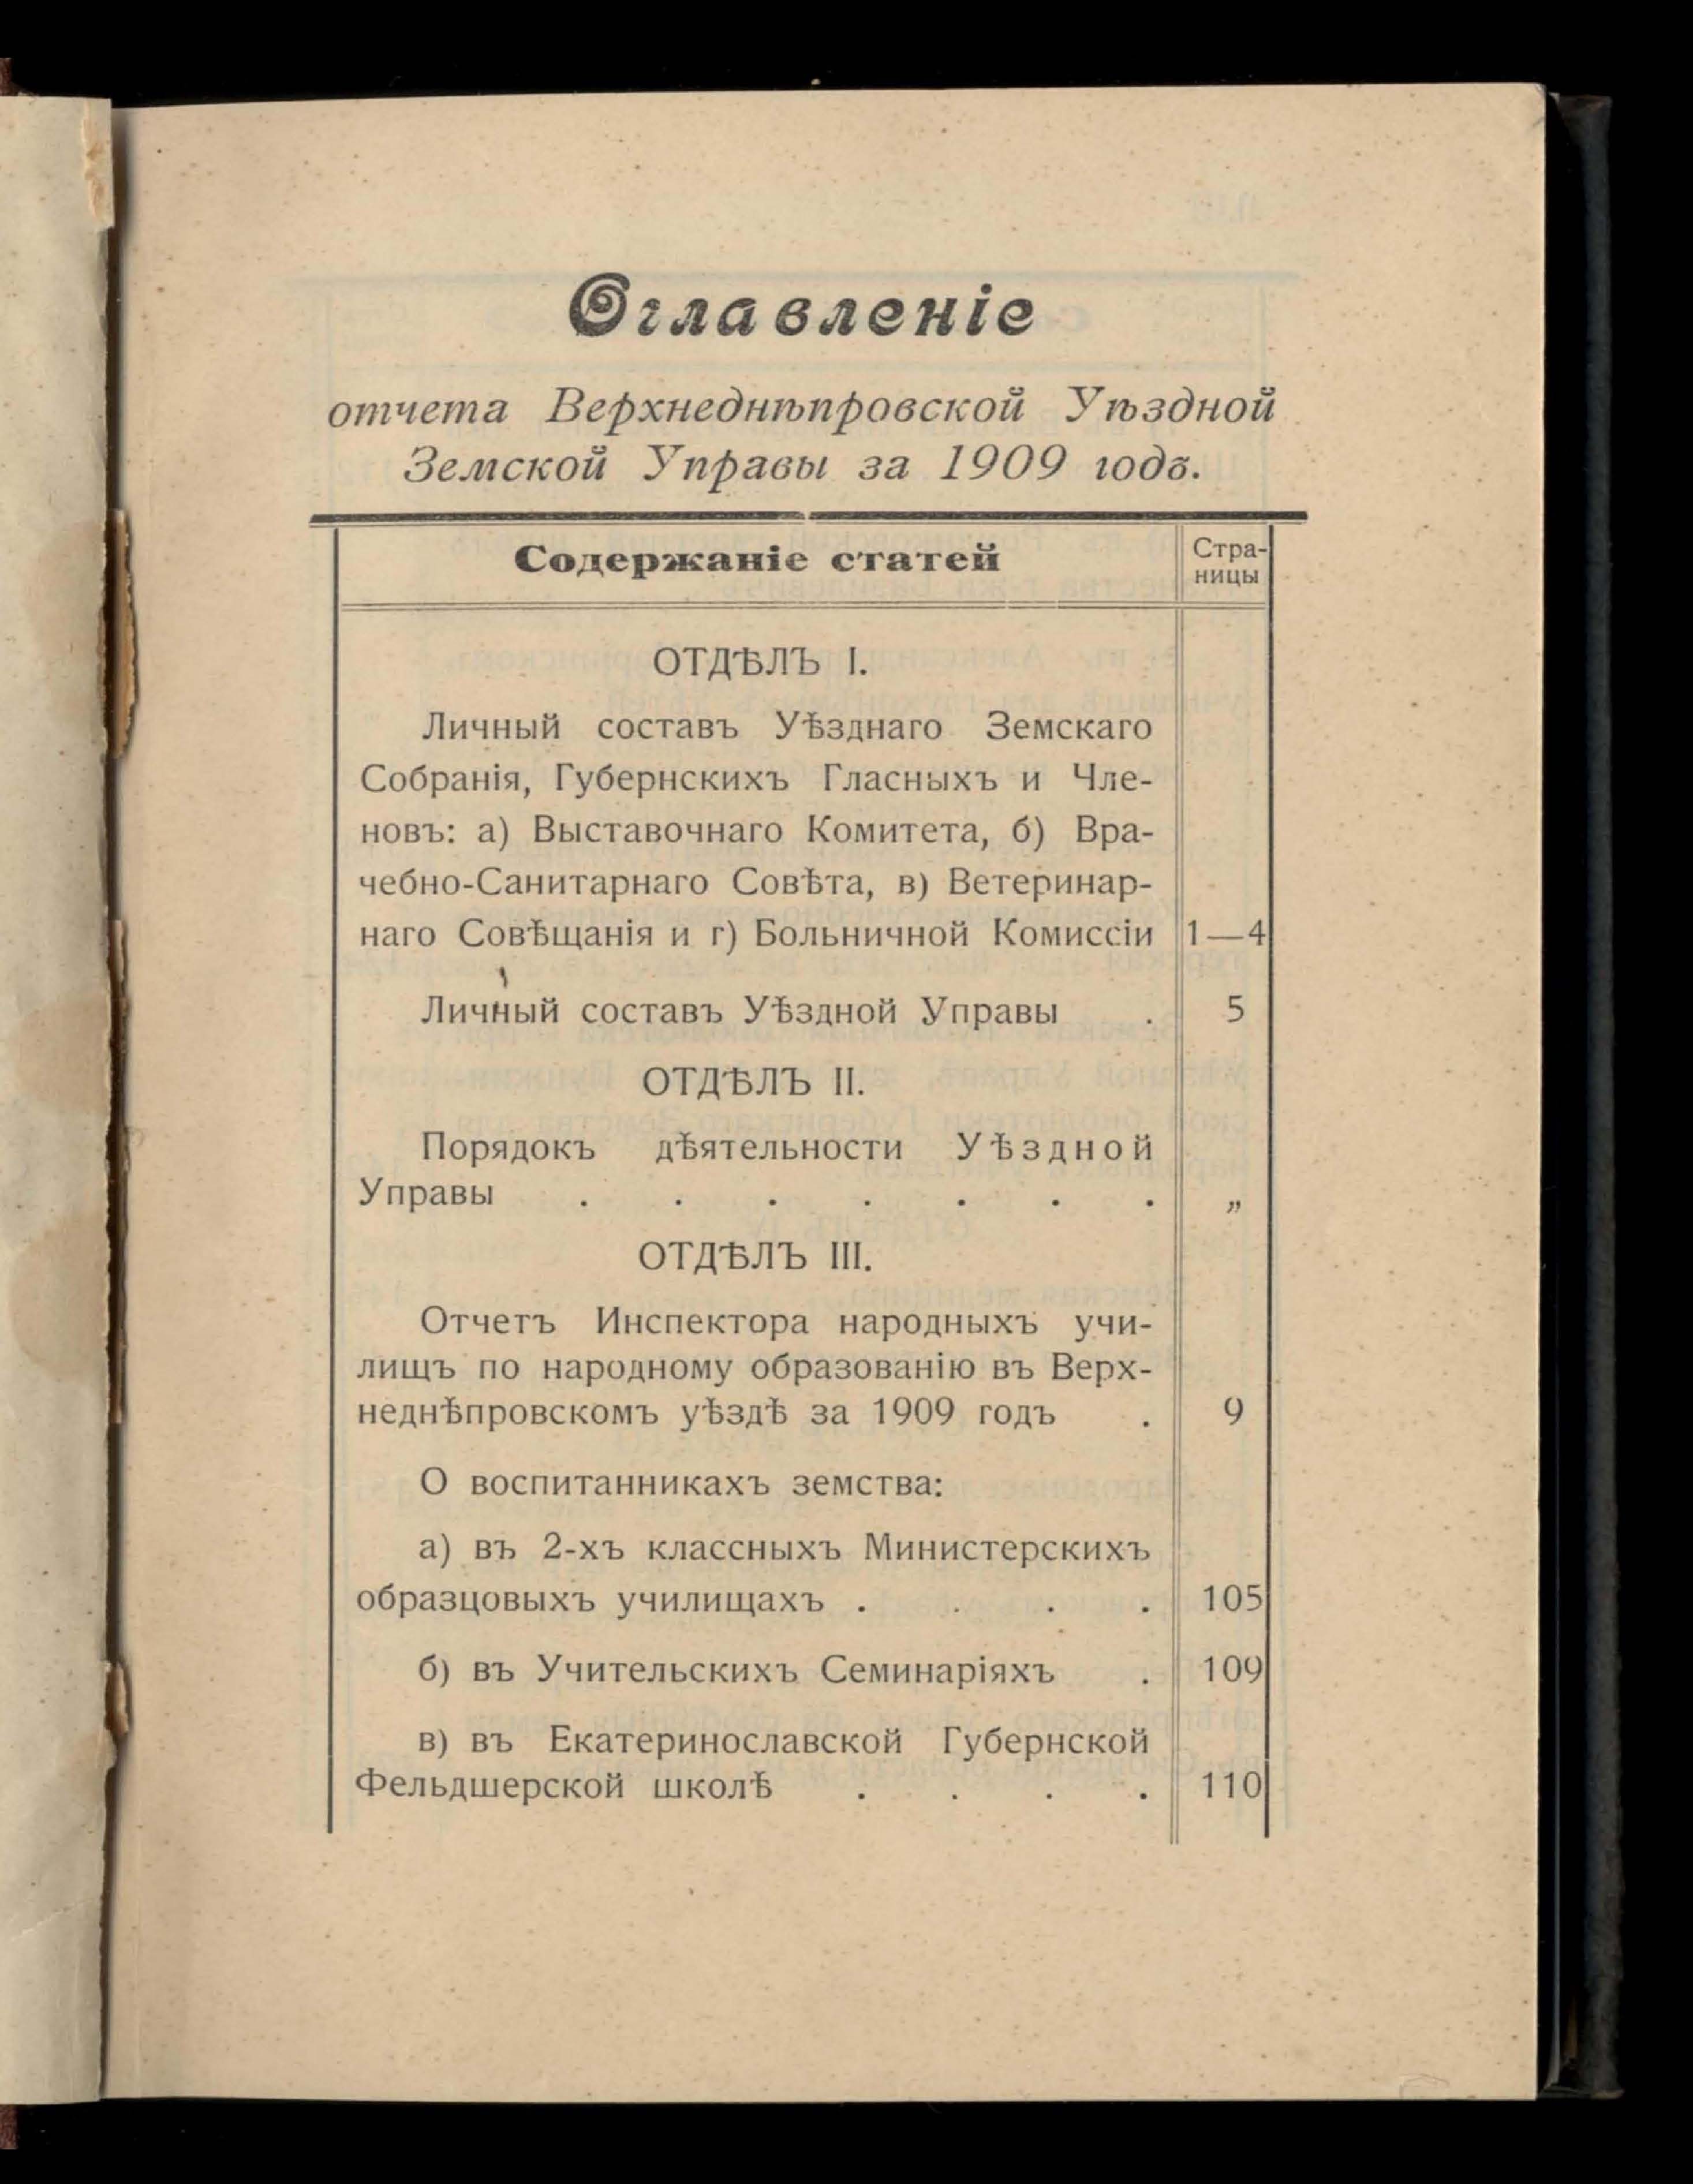 Оглавленіе
отчета Верхнеднѣпровской Уѣздной
Земской Управы за 1909 годъ.
Содержаніе статей
Стра-
ницы
ОТДѢЛЪ I.
Личный составъ Уѣзднаго Земскаго
Собранія, Губернскихъ Гласныхъ и Чле-
новъ: а) Выставочнаго Комитета, б) Вра-
чебно-Санитарнаго Совѣта, в) Ветеринар-
наго Совѣщанія и г) Больничной Комиссіи 1—4
Личный составъ Уѣздной Управы . 5
ОТДѢЛЪ II.
Порядокъ дѣятельности Уѣздной
Управы . . . . . . . „
ОТДѢЛЪ III.
Отчетъ Инспектора народныхъ учи-
лищъ по народному образованію въ Верх-
неднѣпровскомъ уѣздѣ за 1909 годъ . 9
О воспитанникахъ земства:
а) въ 2-хъ классныхъ Министерскихъ
образцовыхъ училищахъ . . . . 105
б) въ Учительскихъ Семинаріяхъ . 109
в) въ Екатеринославской Губернской
Фельдшерской школѣ . . . . 110